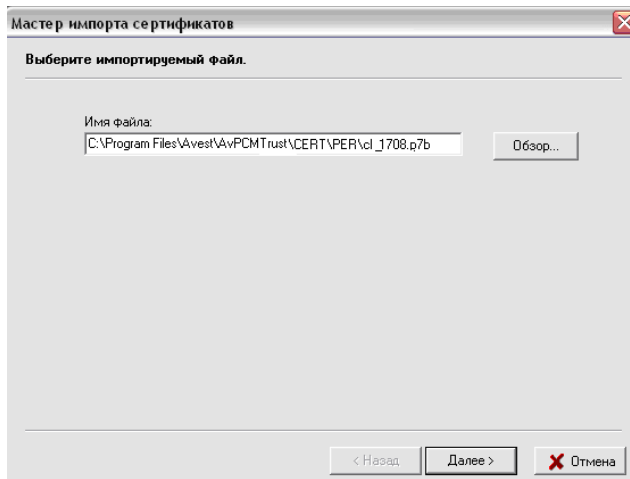 Мастер импорта сертификатов
Выберите импортируемый файл.
Имя файла:
C:\Program Files\Avest\AvPCMTrust\CERT\PER\cl_1708.p7b
Обзор...
< Назад
Далее >
Отмена